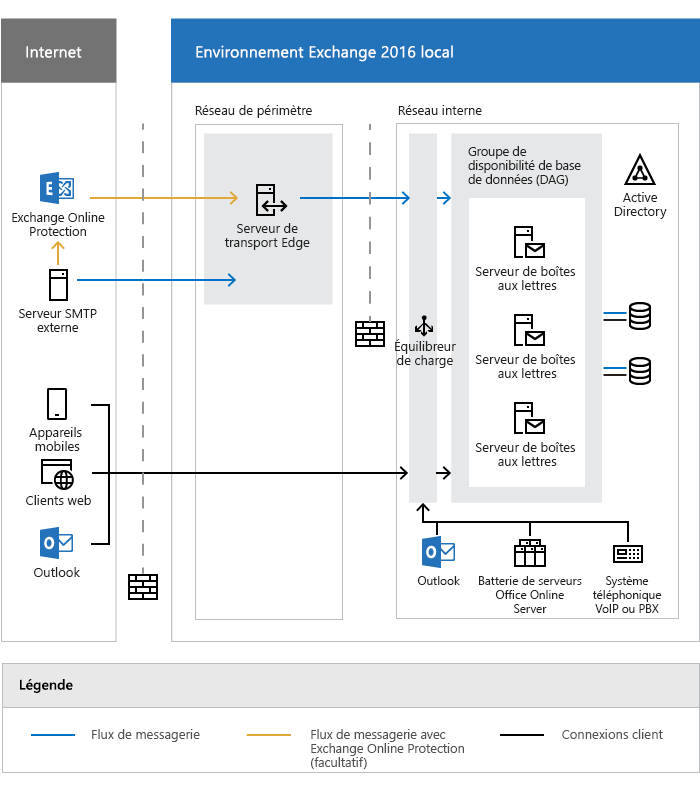 Internet
Environnement Exchange 2016 local
Réseau de périmètre
Réseau interne
Groupe de
disponibilité de base
de données (DAG)
Active
Directory
Exchange Online
Protection
Serveur de
transport Edge
Serveur de boîtes
aux lettres
Serveur SMTP
externe
Équilibreur
de charge
Serveur de boîtes
aux lettres
Appareils
mobiles
Serveur de boîtes
aux lettres
Clients web
Outlook
Outlook
Batterie de serveurs
Office Online
Server
Système
téléphonique
VoIP ou PBX
Légende
Flux de messagerie
Flux de messagerie avec
Exchange Online Protection
(facultatif)
Connexions client